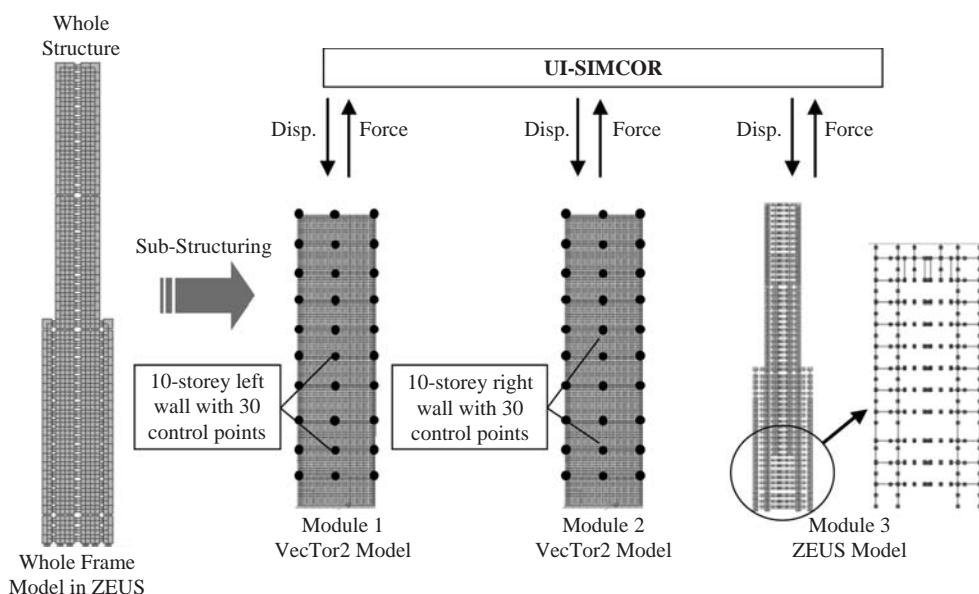 Whole
Structure
UI-SIMCOR
Disp.
Force
Disp.
Force
Disp.
Force
Sub-Structuring
10-storey left
wall with 30
control points
10-storey right
wall with 30
control points
Module 1
VecTor2 Model
Module 2
VecTor2 Model
Module 3
ZEUS Model
Whole Frame
Model in ZEUS